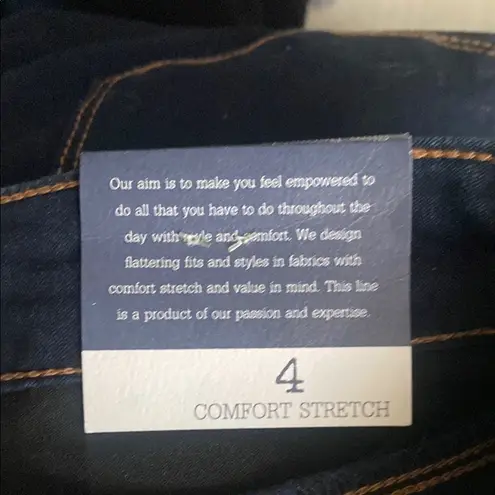 Our aim is to make you feel empowered to
do all that you have to do throughout the
day with style and comfort. We design
flattering fits and styles in fabrics with
comfort stretch and value in mind. This line
is a product of our passion and expertise.
4
COMFORT STRETCH